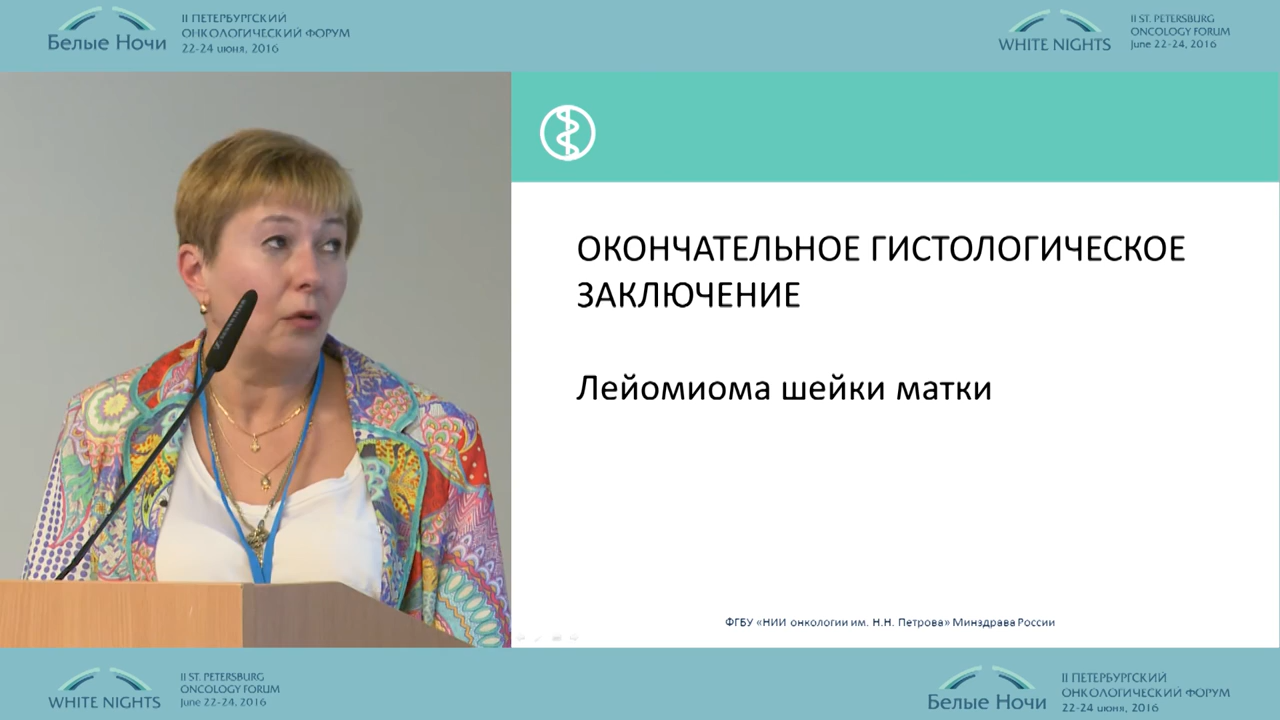 Белые Ночи
II ПЕТЕРБУРГСКИЙ
ОНКОЛОГИЧЕСКИЙ ФОРУМ
22-24 июня, 2016
WHITE NIGHTS
II ST. PETERSBURG
ONCOLOGY FORUM
June 22-24, 2016
ОКОНЧАТЕЛЬНОЕ ГИСТОЛОГИЧЕСКОЕ
ЗАКЛЮЧЕНИЕ
Лейомиома шейки матки
ФГБУ «НИИ онкологии им. Н.Н. Петрова» Минздрава России
WHITE NIGHTS
II ST. PETERSBURG
ONCOLOGY FORUM
June 22-24, 2016
Белые Ночи
II ПЕТЕРБУРГСКИЙ
ОНКОЛОГИЧЕСКИЙ ФОРУМ
22-24 июня, 2016